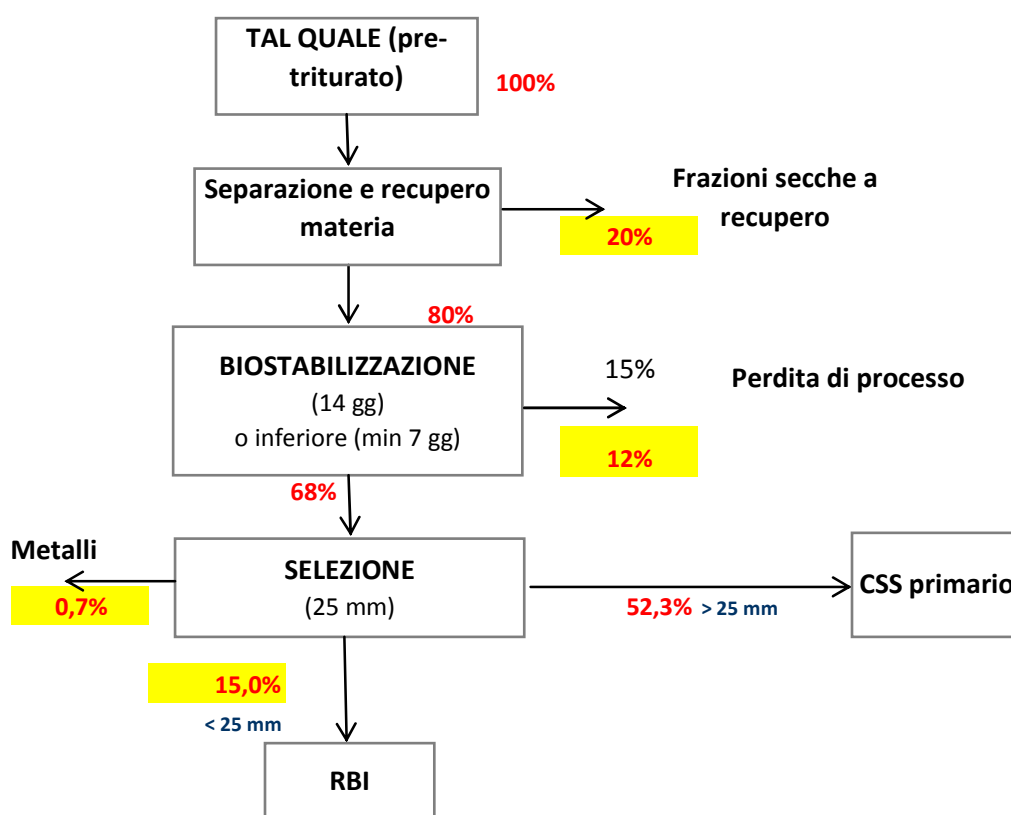 TAL QUALE (pre-
triturato)
100%
Separazione e recupero
materia
Frazioni secche a
recupero
20%
80%
BIOSTABILIZZAZIONE
(14 gg)
o inferiore (min 7 gg)
15%
Perdita di processo
12%
68%
Metalli
0,7%
SELEZIONE
(25 mm)
52,3% > 25 mm
CSS primario
15,0%
< 25 mm
RBI